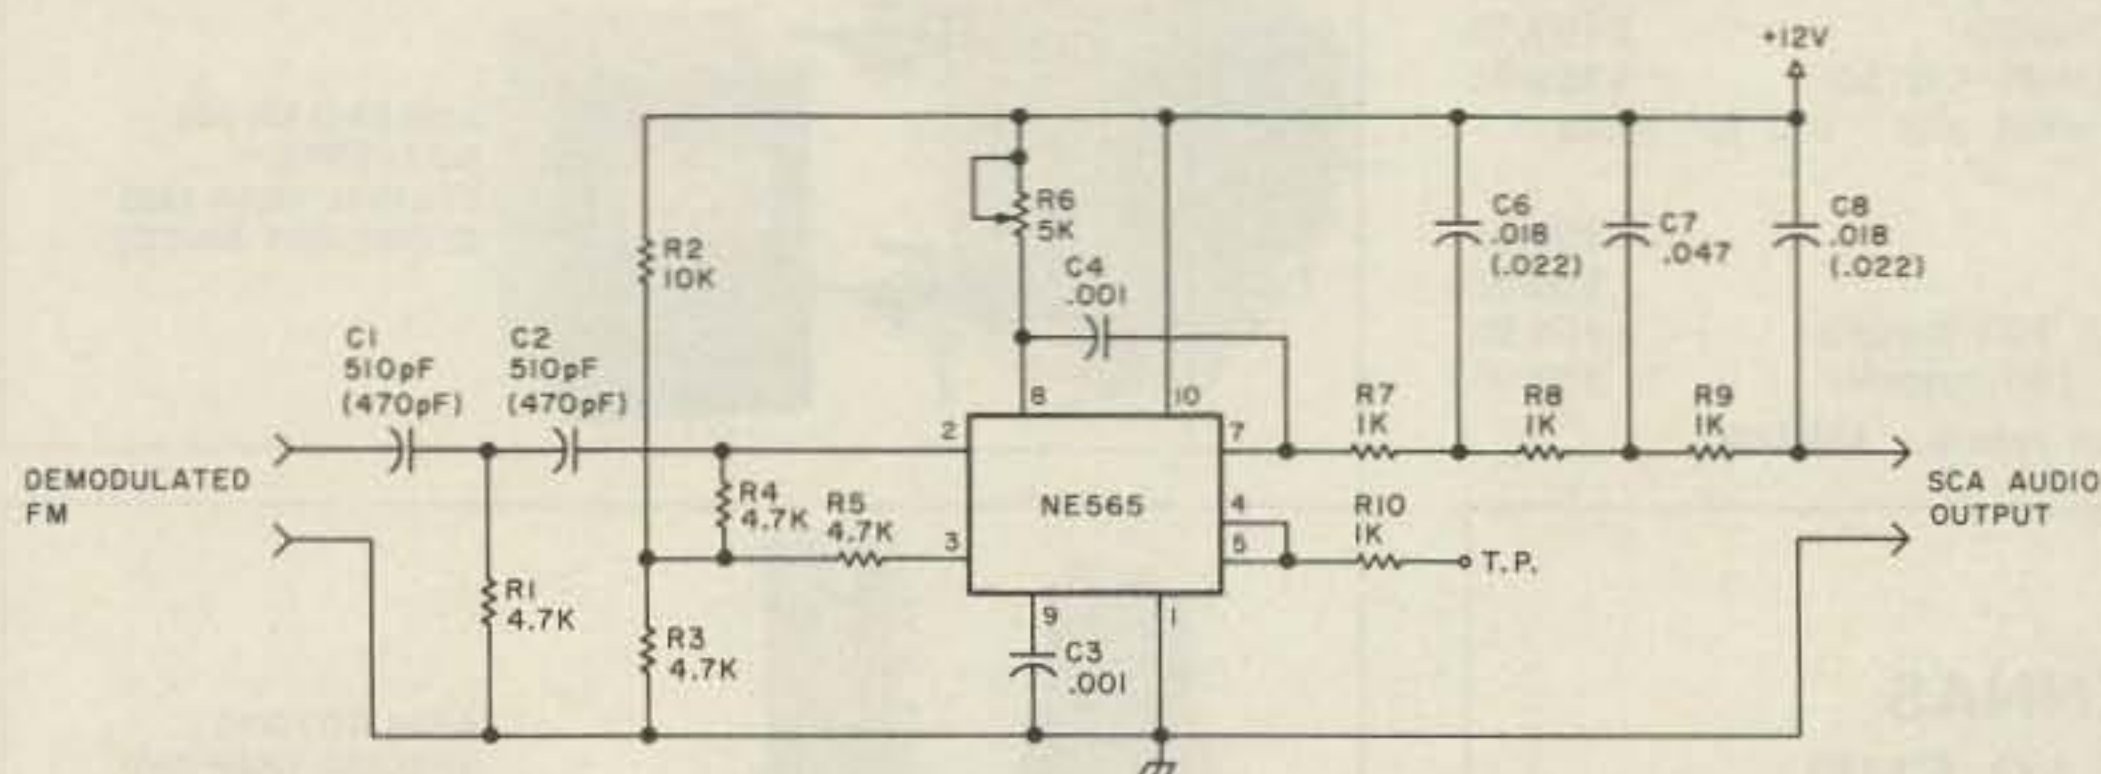 +12V
R2
10K
R6
5K
C4
.001
C6
.018
(.022)
C7
.047
C8
.018
(.022)
C1
510pF
(470pF)
C2
510pF
(470pF)
8
10
2
7
R7
1K
R8
1K
R9
1K
DEMODULATED
FM
R4
4.7K
R5
4.7K
3
NE565
4
5
R10
1K
T.P.
SCA AUDIO
OUTPUT
R1
4.7K
R3
4.7K
9
1
C3
.001